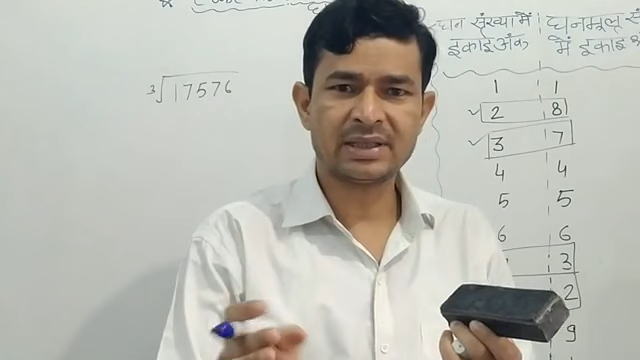 घन संख्या में घनमूल सं
इकाई अंक में इकाई अं
∛17576
1 1
✓ 2 8
✓ 3 7
4 4
5 5
6 6
3
2
9